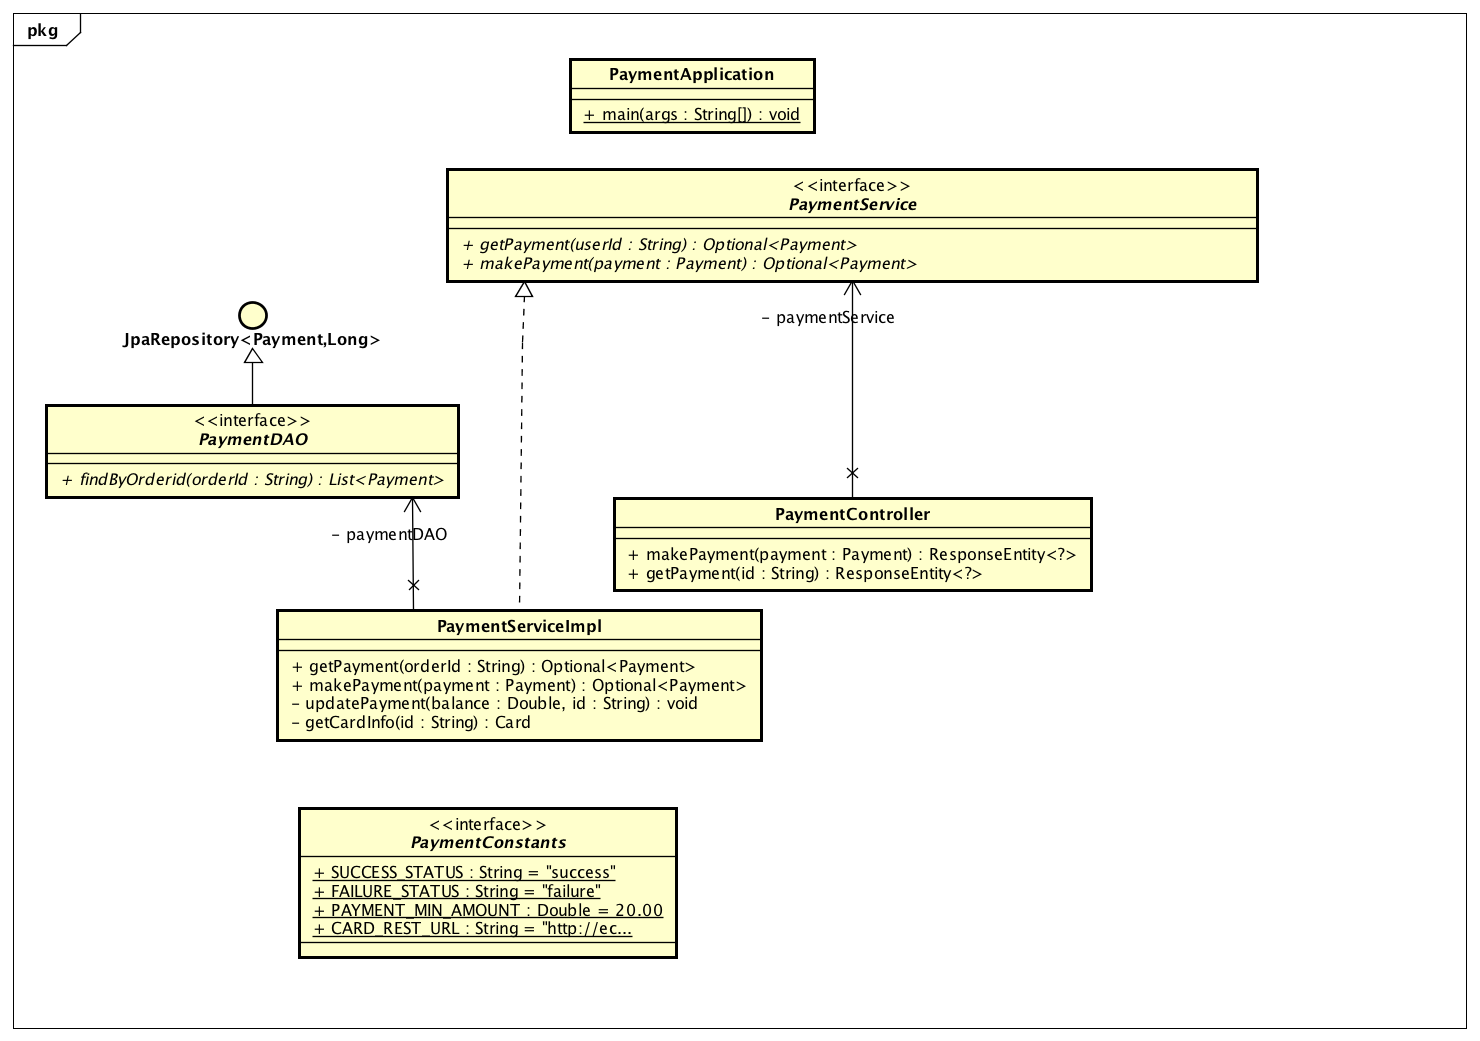 pkg
PaymentApplication
+ main(args : String[]) : void
<<interface>>
PaymentService
+ getPayment(userId : String) : Optional<Payment>
+ makePayment(payment : Payment) : Optional<Payment>
- paymentService
JpaRepository<Payment,Long>
<<interface>>
PaymentDAO
+ findByOrderid(orderId : String) : List<Payment>
- paymentDAO
PaymentController
+ makePayment(payment : Payment) : ResponseEntity<?>
+ getPayment(id : String) : ResponseEntity<?>
PaymentServiceImpl
+ getPayment(orderId : String) : Optional<Payment>
+ makePayment(payment : Payment) : Optional<Payment>
- updatePayment(balance : Double, id : String) : void
- getCardInfo(id : String) : Card
<<interface>>
PaymentConstants
+ SUCCESS_STATUS : String = "success"
+ FAILURE_STATUS : String = "failure"
+ PAYMENT_MIN_AMOUNT : Double = 20.00
+ CARD_REST_URL : String = "http://ec...